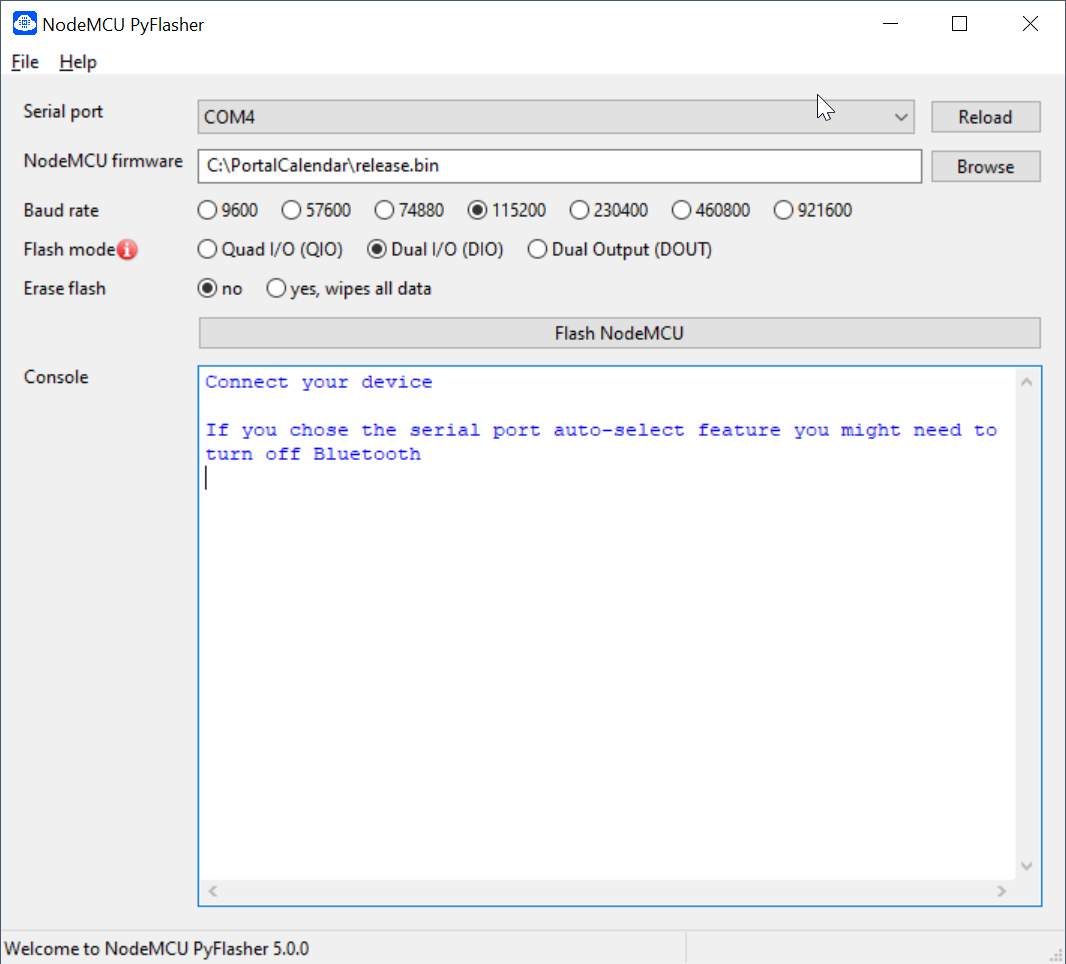 NodeMCU PyFlasher
File Help
Serial port COM4 Reload
NodeMCU firmware C:\PortalCalendar\release.bin Browse
Baud rate 9600 57600 74880 115200 230400 460800 921600
Flash mode Quad I/O (QIO) Dual I/O (DIO) Dual Output (DOUT)
Erase flash no yes, wipes all data
Flash NodeMCU
Console
Connect your device
If you chose the serial port auto-select feature you might need to
turn off Bluetooth
Welcome to NodeMCU PyFlasher 5.0.0